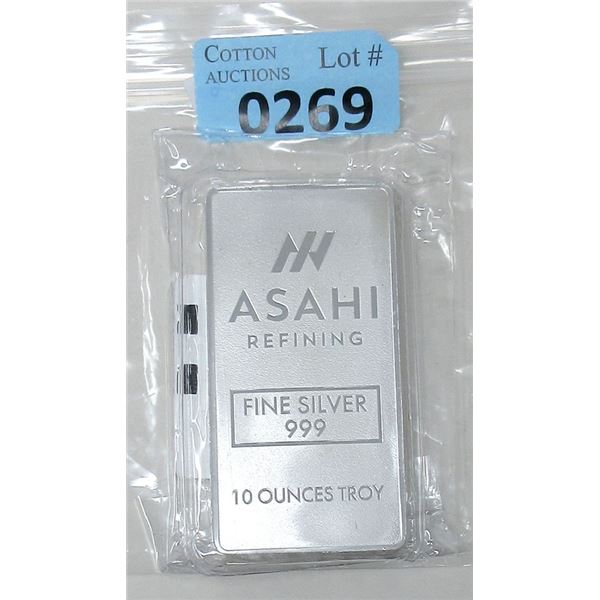 COTTON Lot #
AUCTIONS
0269
ASAHI
REFINING
FINE SILVER
999
10 OUNCES TROY